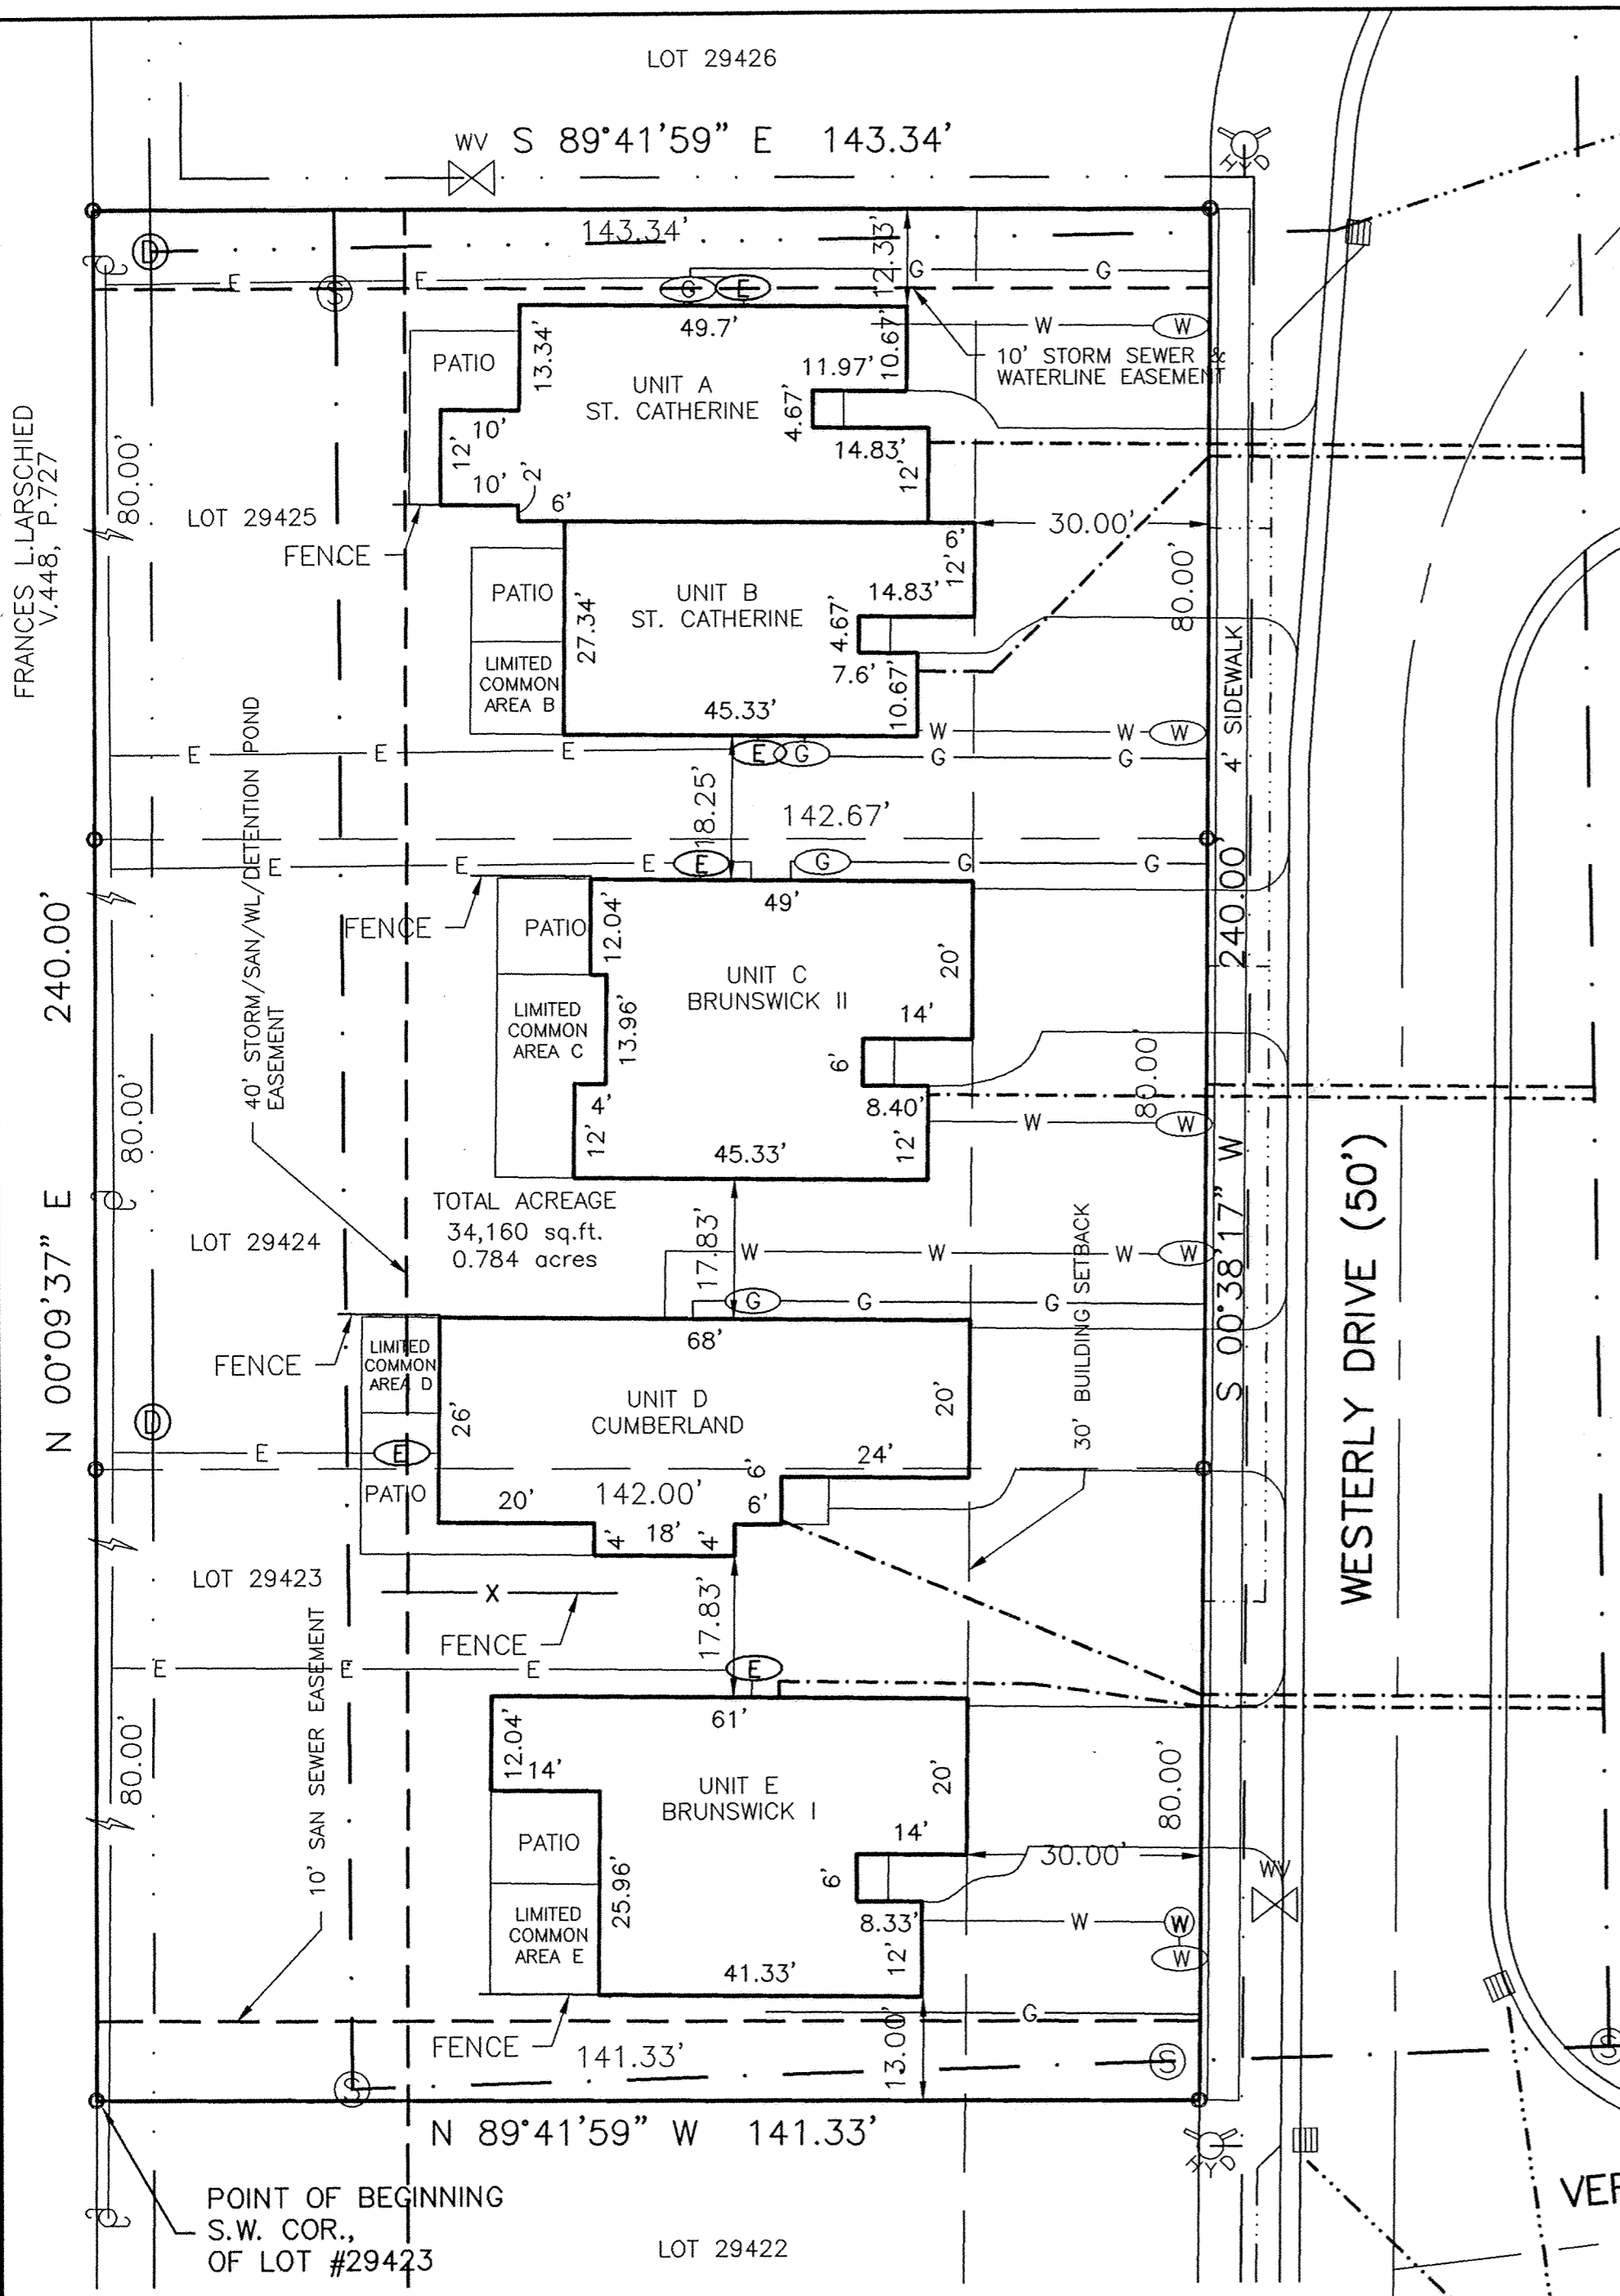 LOT 29426
WV
S 89°41'59" E 143.34'
HYD
143.34'
12.33'
D
E
E
G
G
S
G
E
49.7'
13.34'
PATIO
10.67'
W
W
11.97'
10' STORM SEWER &
WATERLINE EASEMENT
UNIT A
ST. CATHERINE
4.67'
10'
14.83'
12'
12'
10'
2'
6'
FRANCES L.LARSCHIED
V.448, P.727
80.00'
LOT 29425
FENCE
30.00'
6'
12'
PATIO
UNIT B
ST. CATHERINE
14.83'
80.00'
27.34'
4.67'
LIMITED
COMMON
AREA B
7.6'
10.67'
45.33'
4' SIDEWALK
W
W
W
E
E
E
E
G
G
G
18.25'
142.67'
40' STORM/SAN/WL/DETENTION POND
EASEMENT
E
E
E
E
G
G
G
49'
FENCE
PATIO
12.04'
240.00'
240.00'
20'
UNIT C
BRUNSWICK II
LIMITED
COMMON
AREA C
13.96'
14'
6'
80.00'
80.00'
4'
8.40'
12'
45.33'
12'
W
W
TOTAL ACREAGE
34,160 sq.ft.
0.784 acres
17.83'
N 00°09'37" E
S 00°38'17" W
WESTERLY DRIVE (50')
LOT 29424
W
W
W
W
30' BUILDING SETBACK
G
G
G
68'
FENCE
LIMITED
COMMON
AREA D
26'
UNIT D
CUMBERLAND
20'
D
E
E
24'
6'
PATIO
20'
142.00'
6'
4'
18'
4'
LOT 29423
X
FENCE
17.83'
10' SAN SEWER EASEMENT
E
E
E
E
61'
12.04'
14'
80.00'
UNIT E
BRUNSWICK I
20'
80.00'
PATIO
14'
30.00'
WV
6'
25.96'
LIMITED
COMMON
AREA E
8.33'
W
W
W
12'
41.33'
G
FENCE
141.33'
13.00'
S
S
S
N 89°41'59" W 141.33'
HYD
POINT OF BEGINNING
S.W. COR.,
OF LOT #29423
LOT 29422
VER